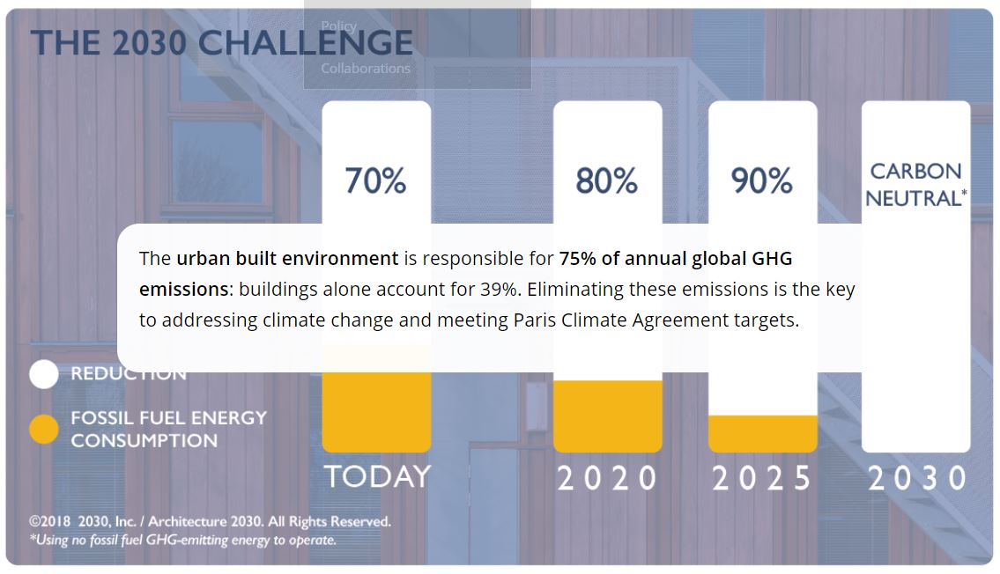 Policy
THE 2030 CHALLENGE
Collaborations
70%
80%
90%
CARBON
NEUTRAL*
The urban built environment is responsible for 75% of annual global GHG
emissions: buildings alone account for 39%. Eliminating these emissions is the key
to addressing climate change and meeting Paris Climate Agreement targets.
REDUCTION
FOSSIL FUEL ENERGY
CONSUMPTION
TODAY
2020
2025
2030
©2018 2030, Inc. / Architecture 2030. All Rights Reserved.
*Using no fossil fuel GHG-emitting energy to operate.